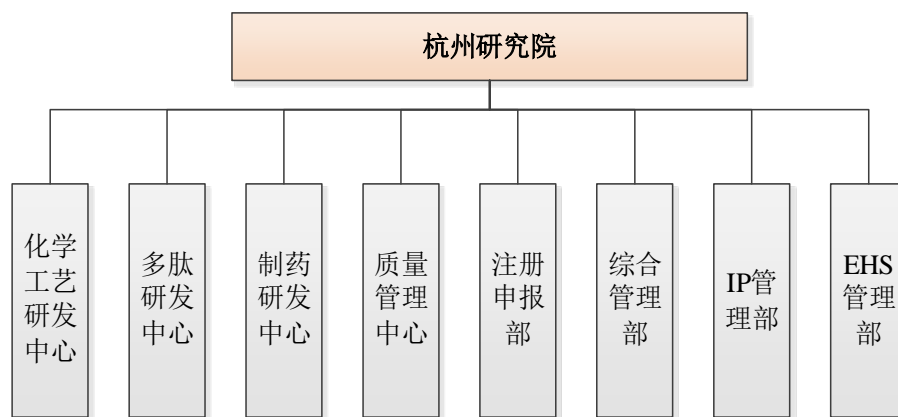 杭州研究院
化学
工艺
研发
中心
多肽
研发
中心
制药
研发
中心
质量
管理
中心
注册
申报
部
综合
管理
部
IP管
理部
EHS
管理
部